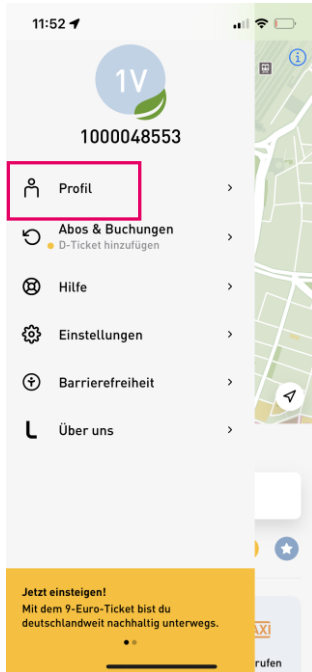 11:52
1V
1000048553
Profil
Abos & Buchungen
D-Ticket hinzufügen
Hilfe
Einstellungen
Barrierefreiheit
Über uns
Jetzt einsteigen!
Mit dem 9-Euro-Ticket bist du
deutschlandweit nachhaltig unterwegs.
AXI
rufen